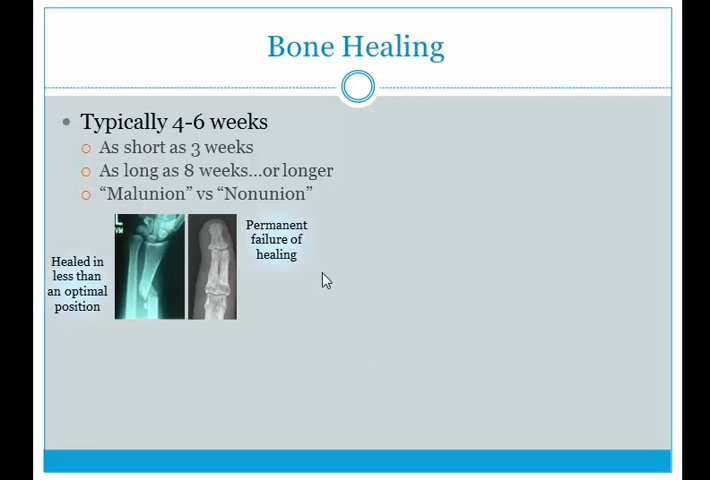 Bone Healing
Typically 4-6 weeks
As short as 3 weeks
As long as 8 weeks...or longer
“Malunion” vs “Nonunion”
Healed in
less than
an optimal
position
L
VM
Permanent
failure of
healing